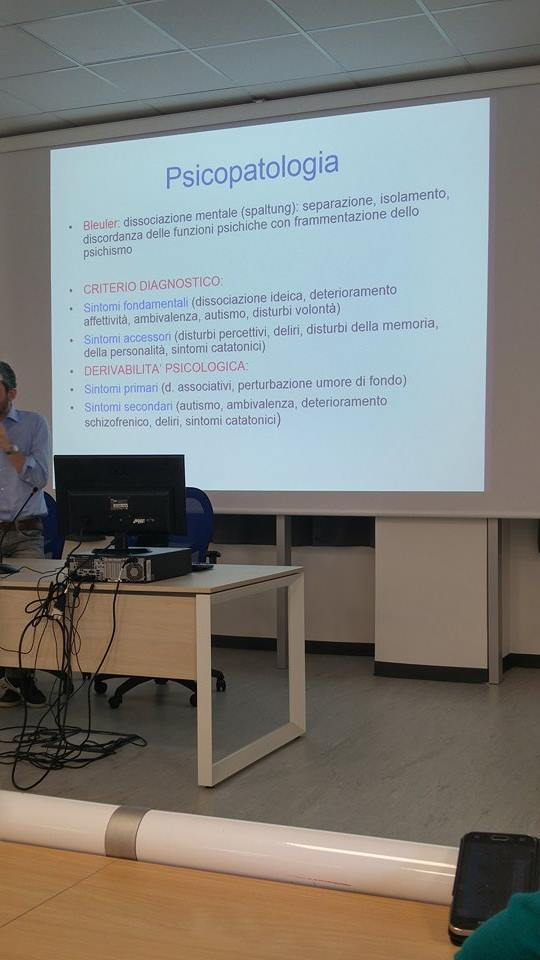 Psicopatologia
• Bleuler: dissociazione mentale (spaltung): separazione, isolamento,
discordanza delle funzioni psichiche con frammentazione dello
psichismo
• CRITERIO DIAGNOSTICO:
• Sintomi fondamentali (dissociazione ideica, deterioramento
affettività, ambivalenza, autismo, disturbi volontà)
• Sintomi accessori (disturbi percettivi, deliri, disturbi della memoria,
della personalità, sintomi catatonici)
• DERIVABILITA' PSICOLOGICA:
• Sintomi primari (d. associativi, perturbazione umore di fondo)
• Sintomi secondari (autismo, ambivalenza, deterioramento
schizofrenico, deliri, sintomi catatonici)